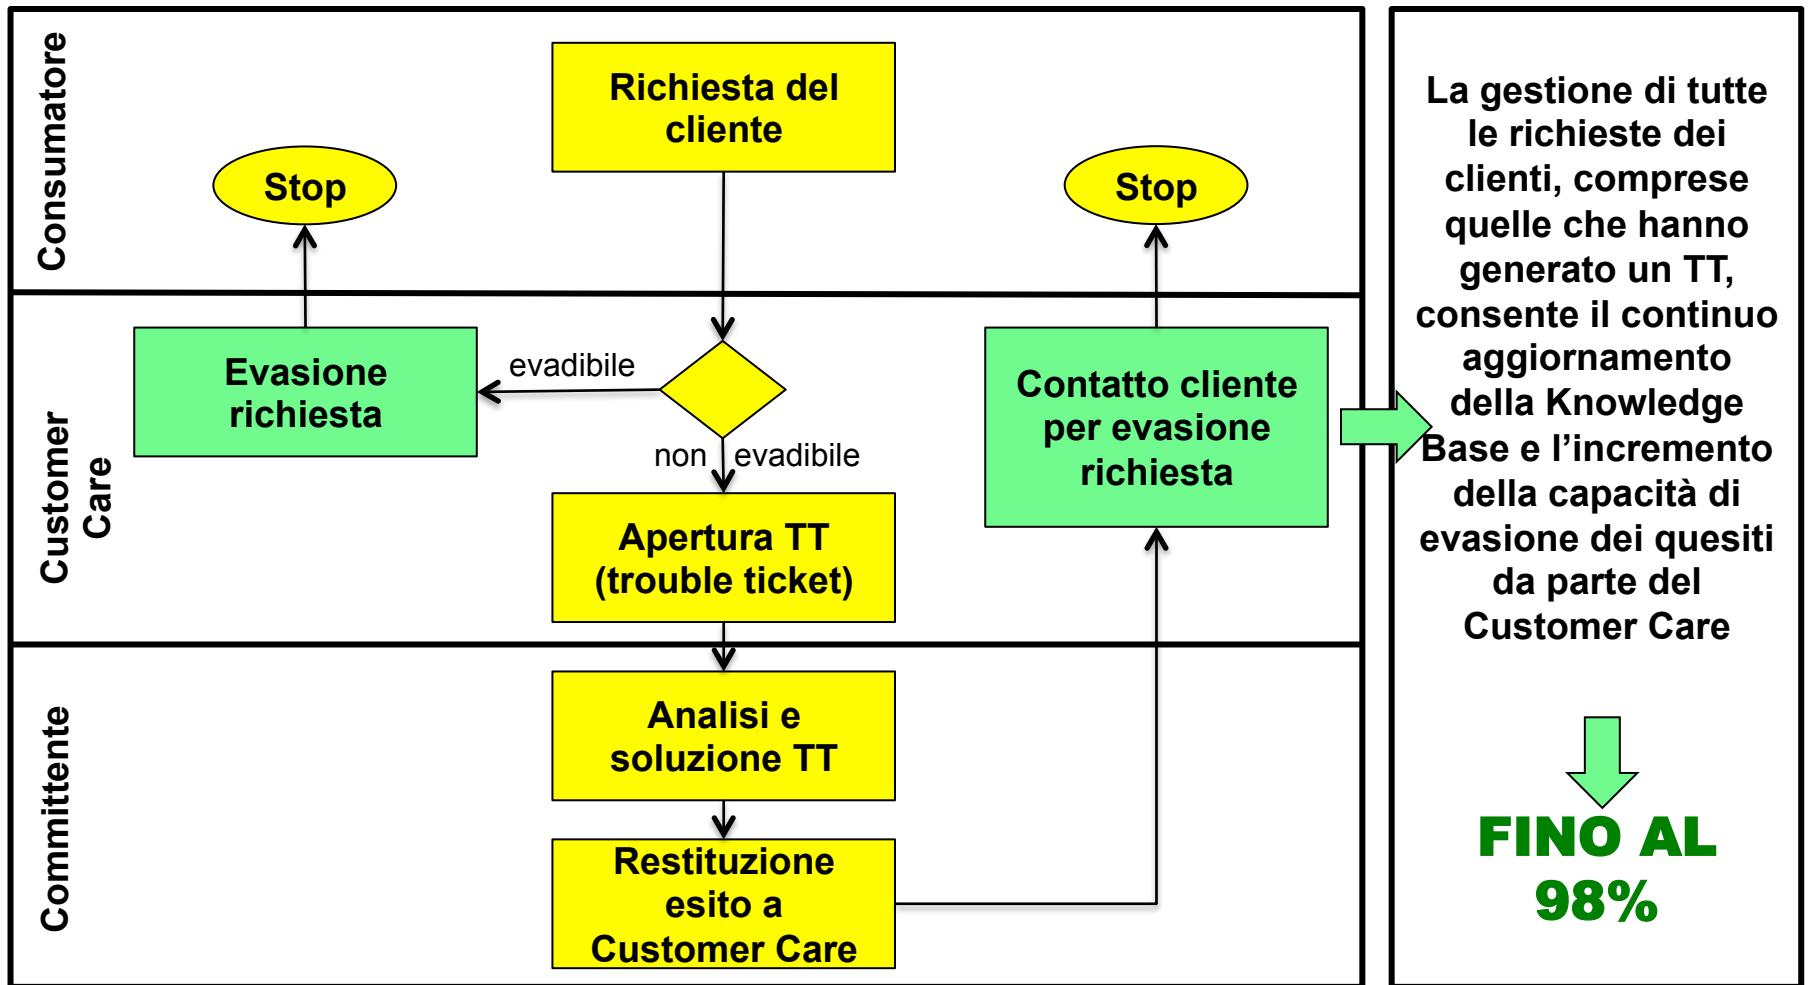 Consumatore
Richiesta del
cliente
Stop
Stop
Customer
Care
Evasione
richiesta
evadibile
non evadibile
Contatto cliente
per evasione
richiesta
Apertura TT
(trouble ticket)
Committente
Analisi e
soluzione TT
Restituzione
esito a
Customer Care
La gestione di tutte
le richieste dei
clienti, comprese
quelle che hanno
generato un TT,
consente il continuo
aggiornamento
della Knowledge
Base e l’incremento
della capacità di
evasione dei quesiti
da parte del
Customer Care
FINO AL
98%